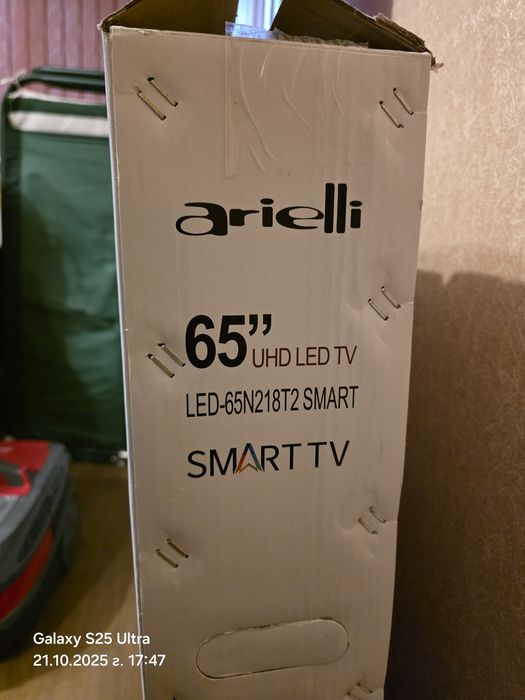 arielli
65”
UHD LED TV
LED-65N218T2 SMART
SMART TV
Galaxy S25 Ultra
21.10.2025 г. 17:47